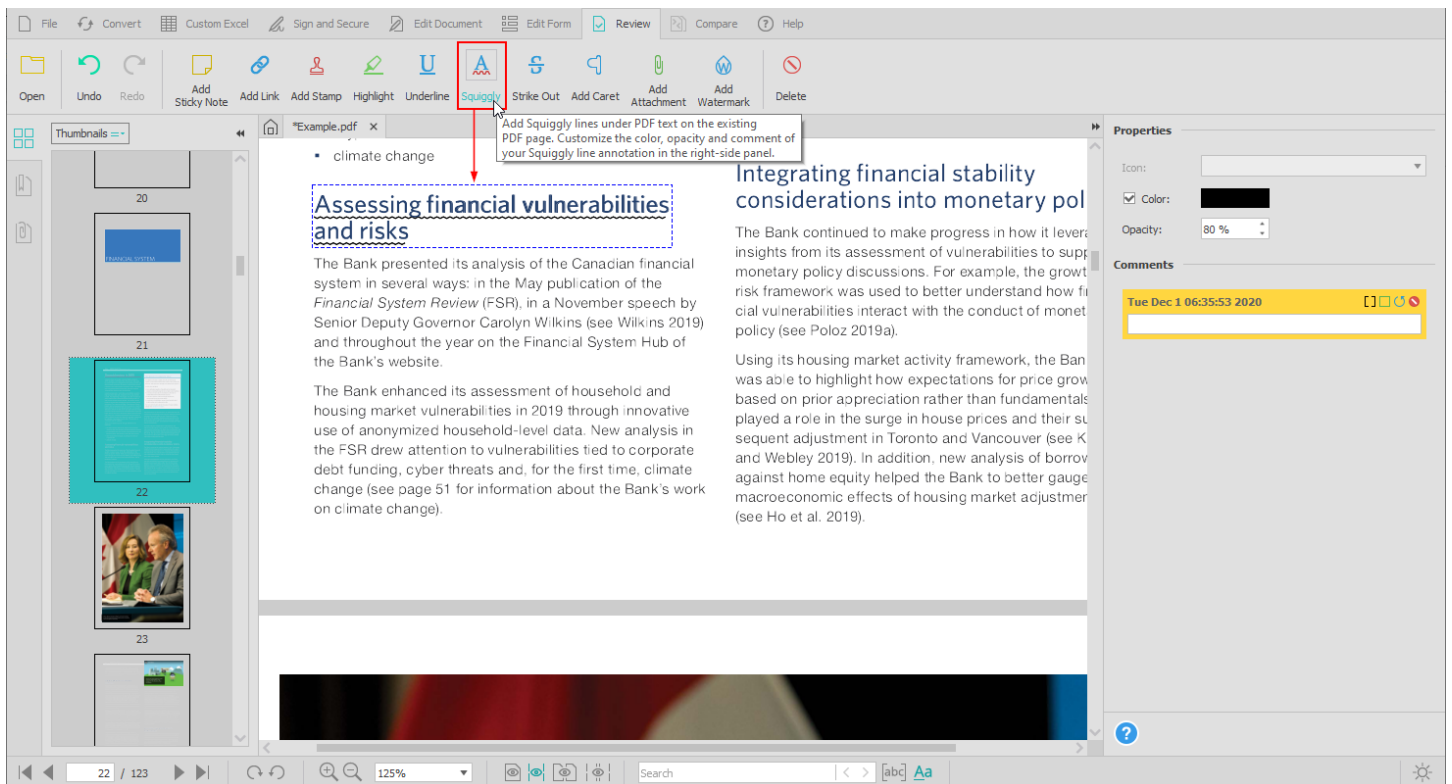 File Convert Custom Excel Sign and Secure Edit Document Edit Form Review Compare Help
Open Undo Redo Add Sticky Note Add Link Add Stamp Highlight Underline Squiggly Strike Out Add Caret Add Attachment Add Watermark Delete
Thumbnails
*Example.pdf
Add Squiggly lines under PDF text on the existing
PDF page. Customize the color, opacity and comment of
your Squiggly line annotation in the right-side panel.
20
FINANCIAL SYSTEM
21
22
23
▪ climate change
Assessing financial vulnerabilities
and risks
The Bank presented its analysis of the Canadian financial
system in several ways: in the May publication of the
Financial System Review (FSR), in a November speech by
Senior Deputy Governor Carolyn Wilkins (see Wilkins 2019)
and throughout the year on the Financial System Hub of
the Bank's website.
The Bank enhanced its assessment of household and
housing market vulnerabilities in 2019 through innovative
use of anonymized household-level data. New analysis in
the FSR drew attention to vulnerabilities tied to corporate
debt funding, cyber threats and, for the first time, climate
change (see page 51 for information about the Bank's work
on climate change).
Integrating financial stability
considerations into monetary pol
The Bank continued to make progress in how it levera
insights from its assessment of vulnerabilities to supp
monetary policy discussions. For example, the growt
risk framework was used to better understand how fi
cial vulnerabilities interact with the conduct of monet
policy (see Poloz 2019a).
Using its housing market activity framework, the Ban
was able to highlight how expectations for price grow
based on prior appreciation rather than fundamentals
played a role in the surge in house prices and their su
sequent adjustment in Toronto and Vancouver (see K
and Webley 2019). In addition, new analysis of borrow
against home equity helped the Bank to better gauge
macroeconomic effects of housing market adjustmer
(see Ho et al. 2019).
Properties
Icon:
Color:
Opacity: 80 %
Comments
Tue Dec 1 06:35:53 2020
22 / 123 125% Search [abc] Aa